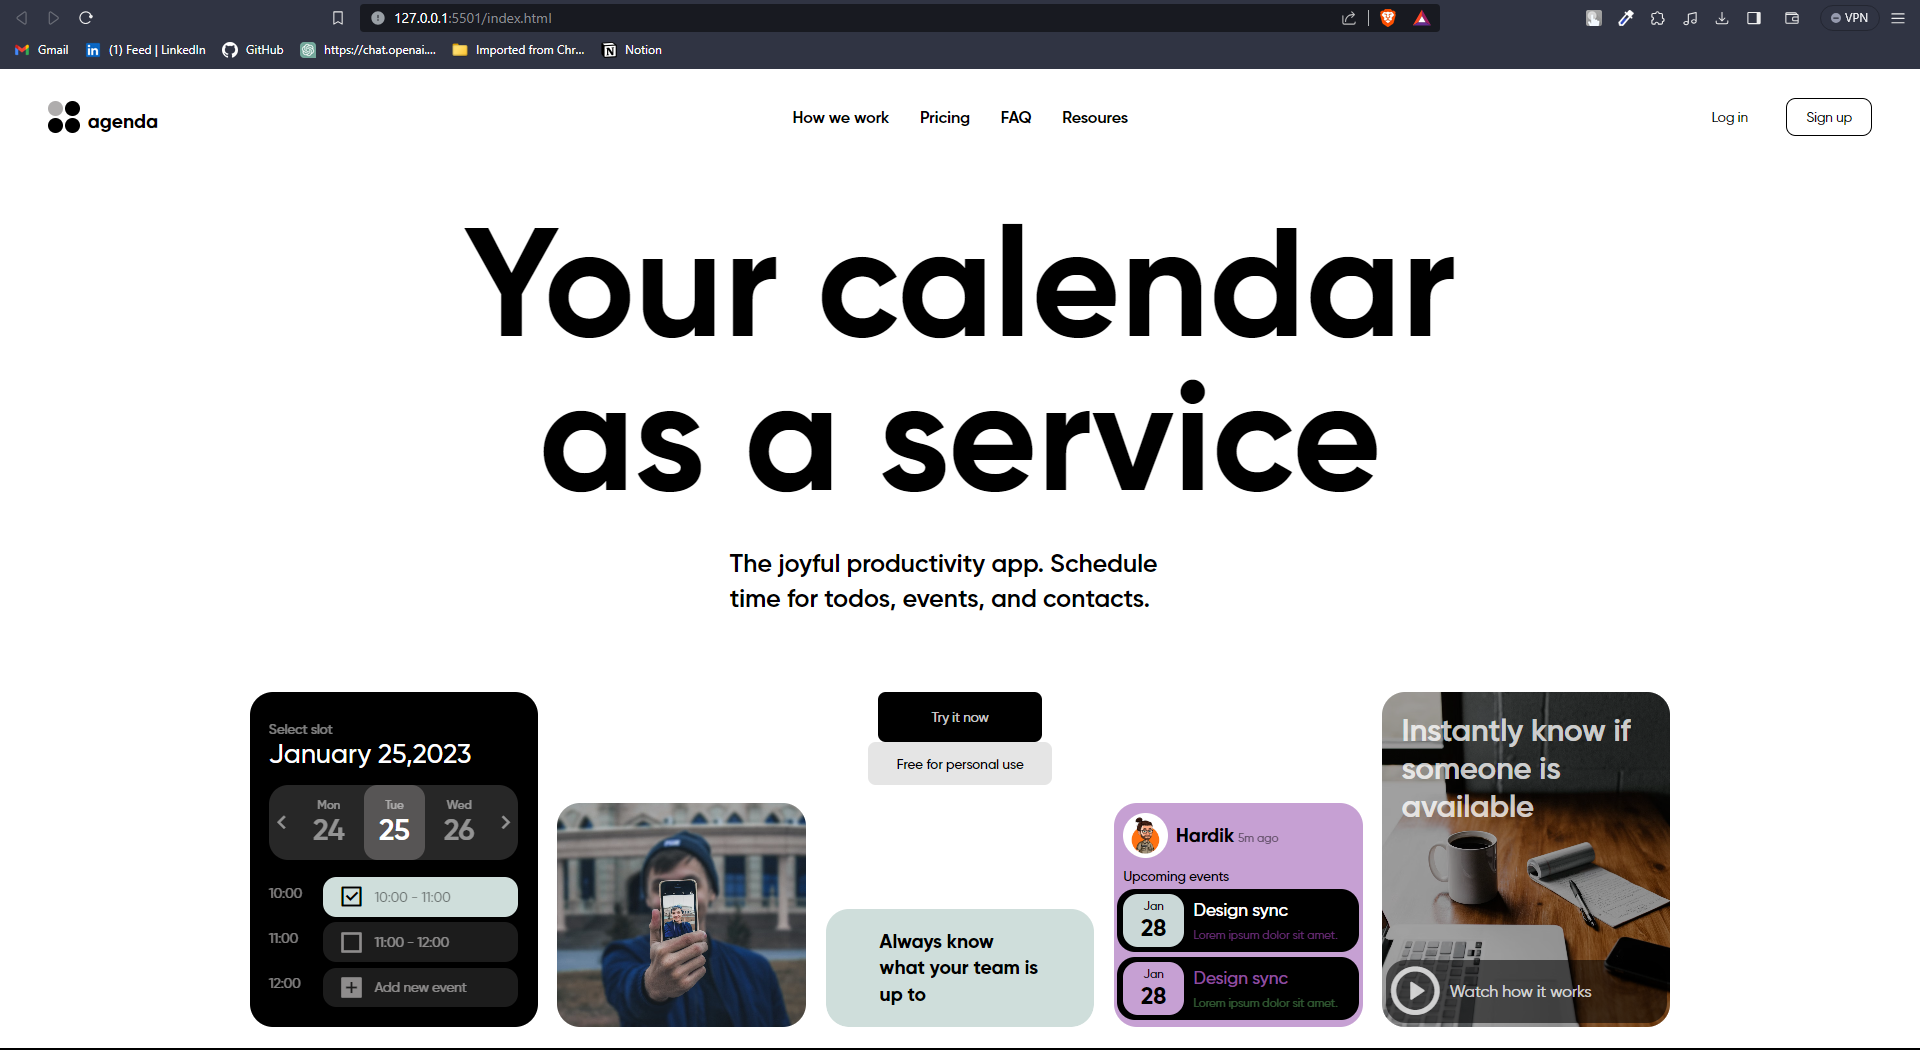 127.0.0.1:5501/index.html
VPN
Gmail
(1) Feed | LinkedIn
GitHub
https://chat.openai....
Imported from Chr...
Notion
agenda
How we work
Pricing
FAQ
Resoures
Log in
Sign up
Your calendar
as a service
The joyful productivity app. Schedule
time for todos, events, and contacts.
Select slot
January 25,2023
Mon
24
Tue
25
Wed
26
10:00
10:00 - 11:00
11:00
11:00 - 12:00
12:00
Add new event
Try it now
Free for personal use
Always know
what your team is
up to
Hardik 5m ago
Upcoming events
Jan
28
Design sync
Lorem ipsum dolor sit amet.
Jan
28
Design sync
Lorem ipsum dolor sit amet.
Instantly know if
someone is
available
Watch how it works